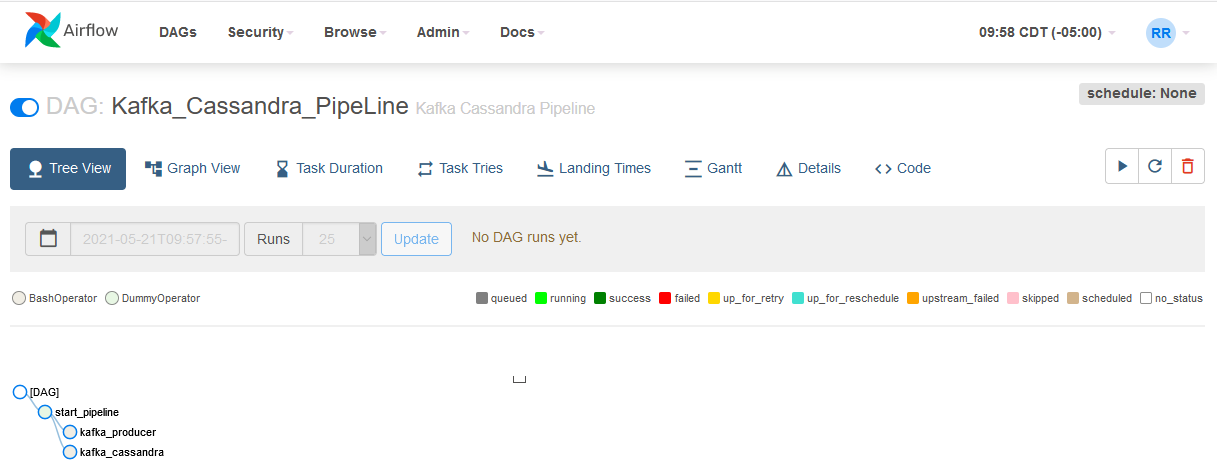 Airflow DAGs Security Browse Admin Docs 09:58 CDT (-05:00) RR
schedule: None
DAG: Kafka_Cassandra_PipeLine Kafka Cassandra Pipeline
Tree View Graph View Task Duration Task Tries Landing Times Gantt Details Code
2021-05-21T09:57:55- Runs 25 Update No DAG runs yet.
BashOperator DummyOperator queued running success failed up_for_retry up_for_reschedule upstream_failed skipped scheduled no_status
[DAG]
start_pipeline
kafka_producer
kafka_cassandra